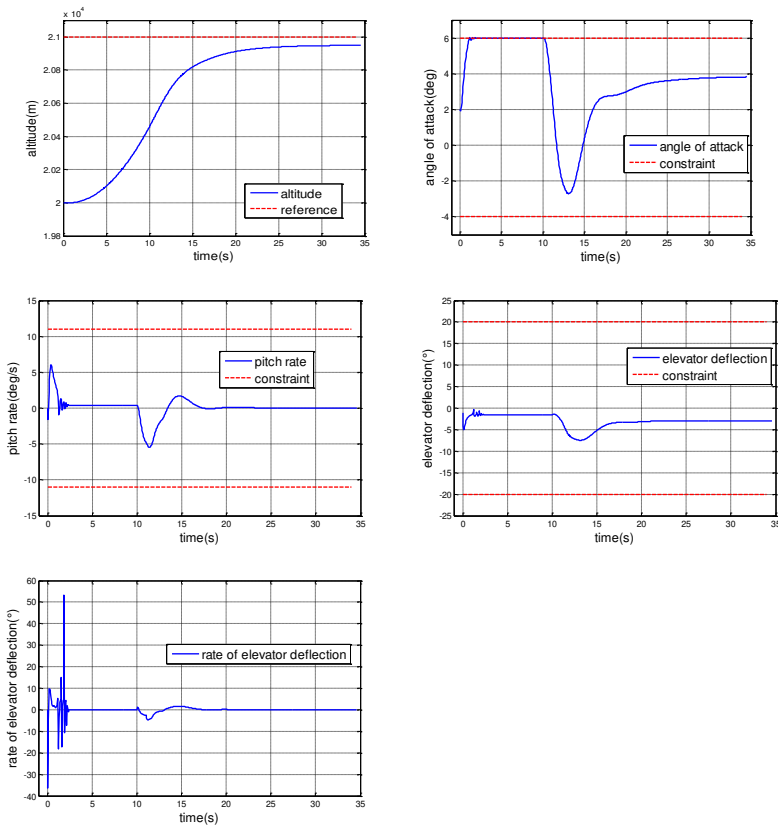 x 10⁴
2.1
2.08
2.06
2.04
2.02
2
1.98
0 5 10 15 20 25 30 35
altitude(m)
time(s)
altitude
reference
6
4
2
0
-2
-4
0 5 10 15 20 25 30 35
angle of attack(deg)
time(s)
angle of attack
constraint
15
10
5
0
-5
-10
-15
0 5 10 15 20 25 30 35
pitch rate(deg/s)
time(s)
pitch rate
constraint
25
20
15
10
5
0
-5
-10
-15
-20
-25
0 5 10 15 20 25 30 35
elevator deflection(°)
time(s)
elevator deflection
constraint
60
50
40
30
20
10
0
-10
-20
-30
-40
0 5 10 15 20 25 30 35
rate of elevator deflection(°)
time(s)
rate of elevator deflection